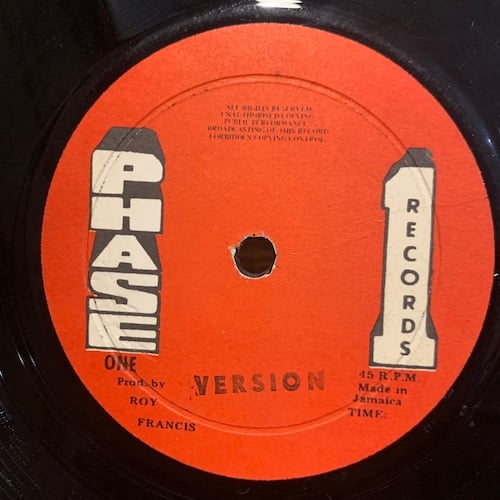 ALL RIGHTS RESERVED
UNAUTHORISED COPYING
PUBLIC PERFORMANCE
BROADCASTING OF THIS RECORD
FORBIDDEN COPYING CONTROL.
PHASE
ONE
1
RECORDS
Prod. by
ROY
FRANCIS
VERSION
45 R.P.M.
Made in
Jamaica
TIME: